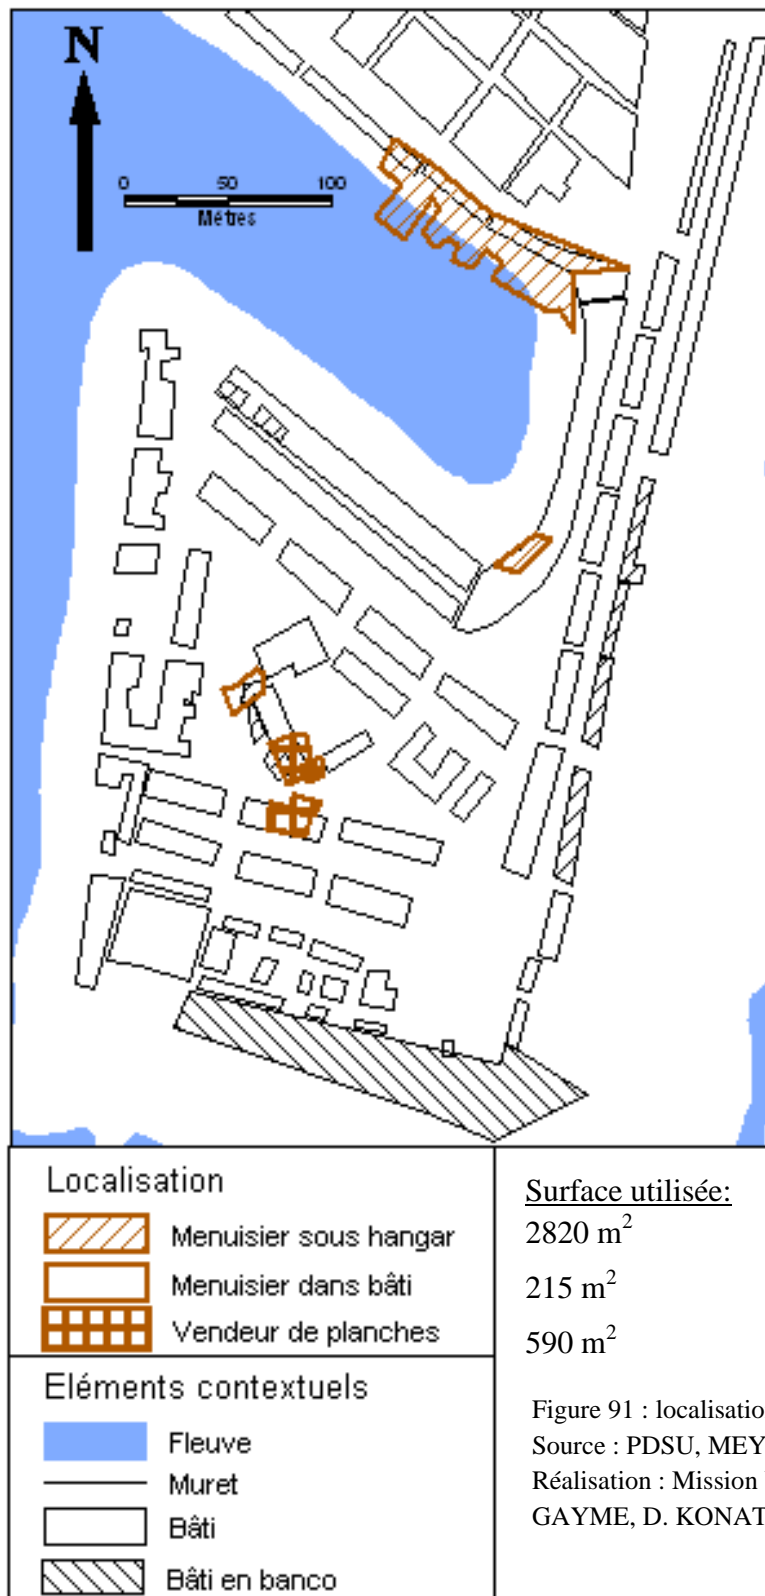 N
0 50 100
Métres
Localisation
Menuisier sous hangar
Menuisier dans bâti
Vendeur de planches
Eléments contextuels
Fleuve
Muret
Bâti
Bâti en banco
Surface utilisée:
2820 m²
215 m²
590 m²
Figure 91 : localisatio
Source : PDSU, MEY
Réalisation : Mission
GAYME, D. KONAT